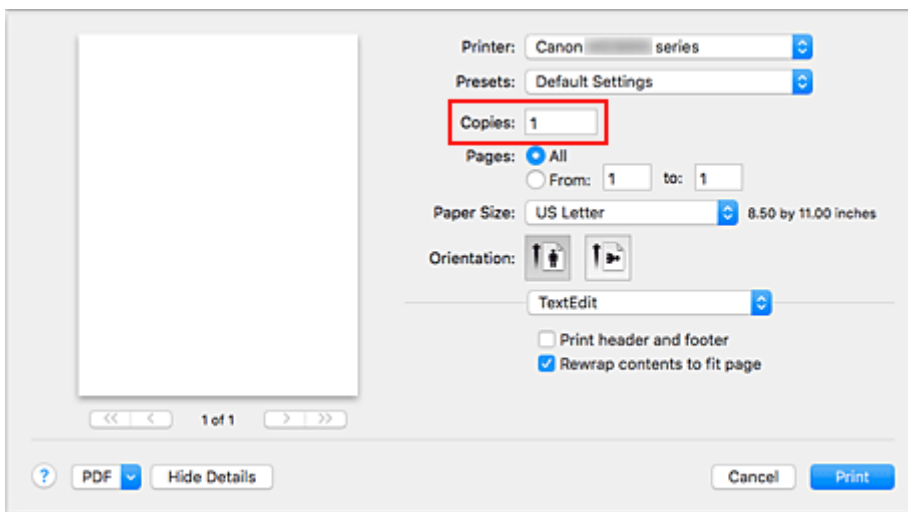 Printer: Canon series
Presets: Default Settings
Copies: 1
Pages: All
From: 1 to: 1
Paper Size: US Letter 8.50 by 11.00 inches
Orientation:
TextEdit
Print header and footer
Rewrap contents to fit page
<< < 1 of 1 > >>
? PDF Hide Details Cancel Print